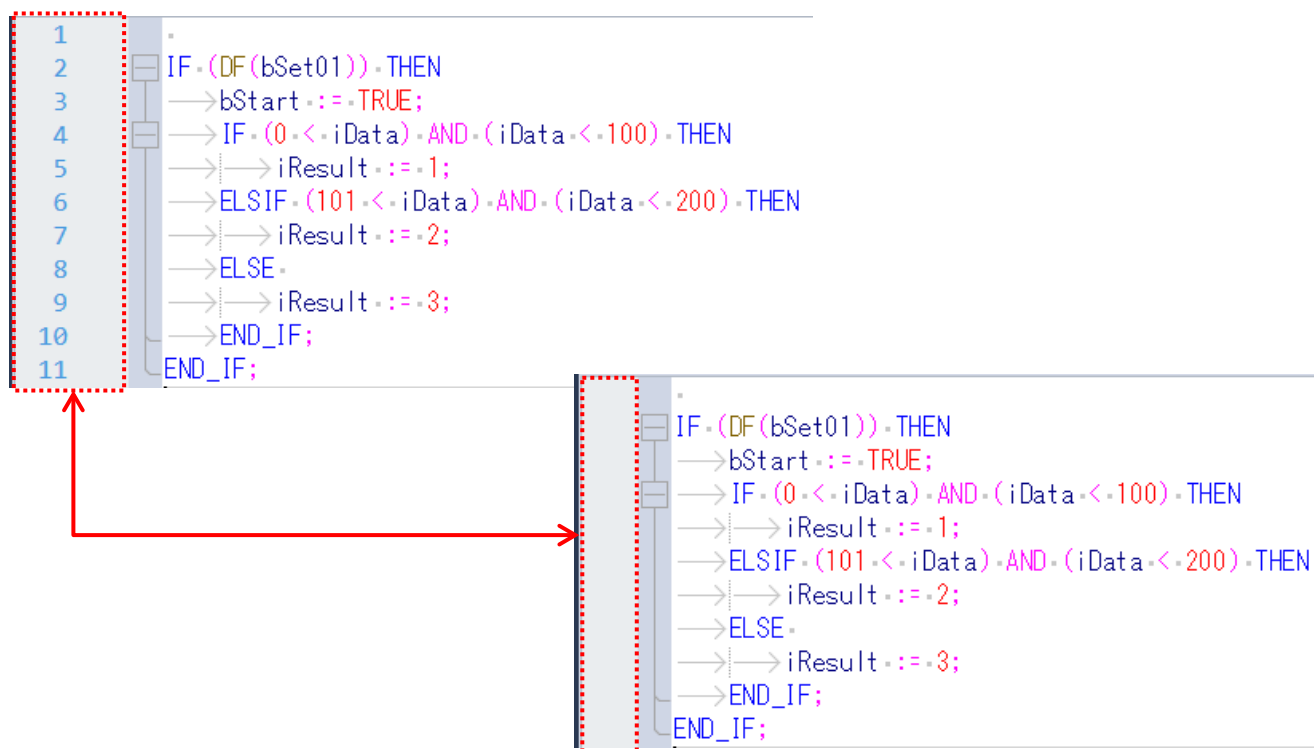 1
2 IF (DF(bSet01)) THEN
3 bStart := TRUE;
4 IF (0 < iData) AND (iData < 100) THEN
5 iResult := 1;
6 ELSIF (101 < iData) AND (iData < 200) THEN
7 iResult := 2;
8 ELSE
9 iResult := 3;
10 END_IF;
11 END_IF;
IF (DF(bSet01)) THEN
bStart := TRUE;
IF (0 < iData) AND (iData < 100) THEN
iResult := 1;
ELSIF (101 < iData) AND (iData < 200) THEN
iResult := 2;
ELSE
iResult := 3;
END_IF;
END_IF;